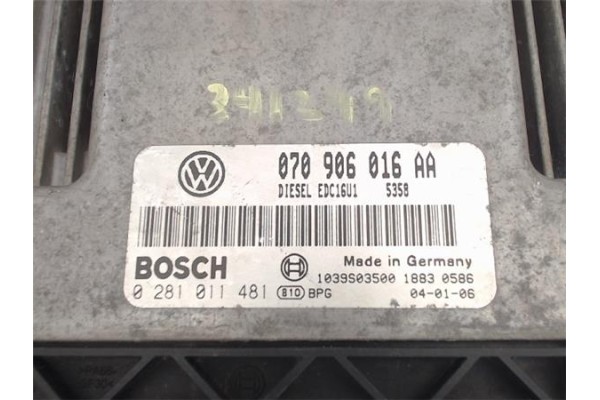 070 906 016 AA
DIESEL EDC16U1 5358
BOSCH
Made in Germany
1039S03500 1883 0586
0 281 011 481 810 BPG 04-01-06